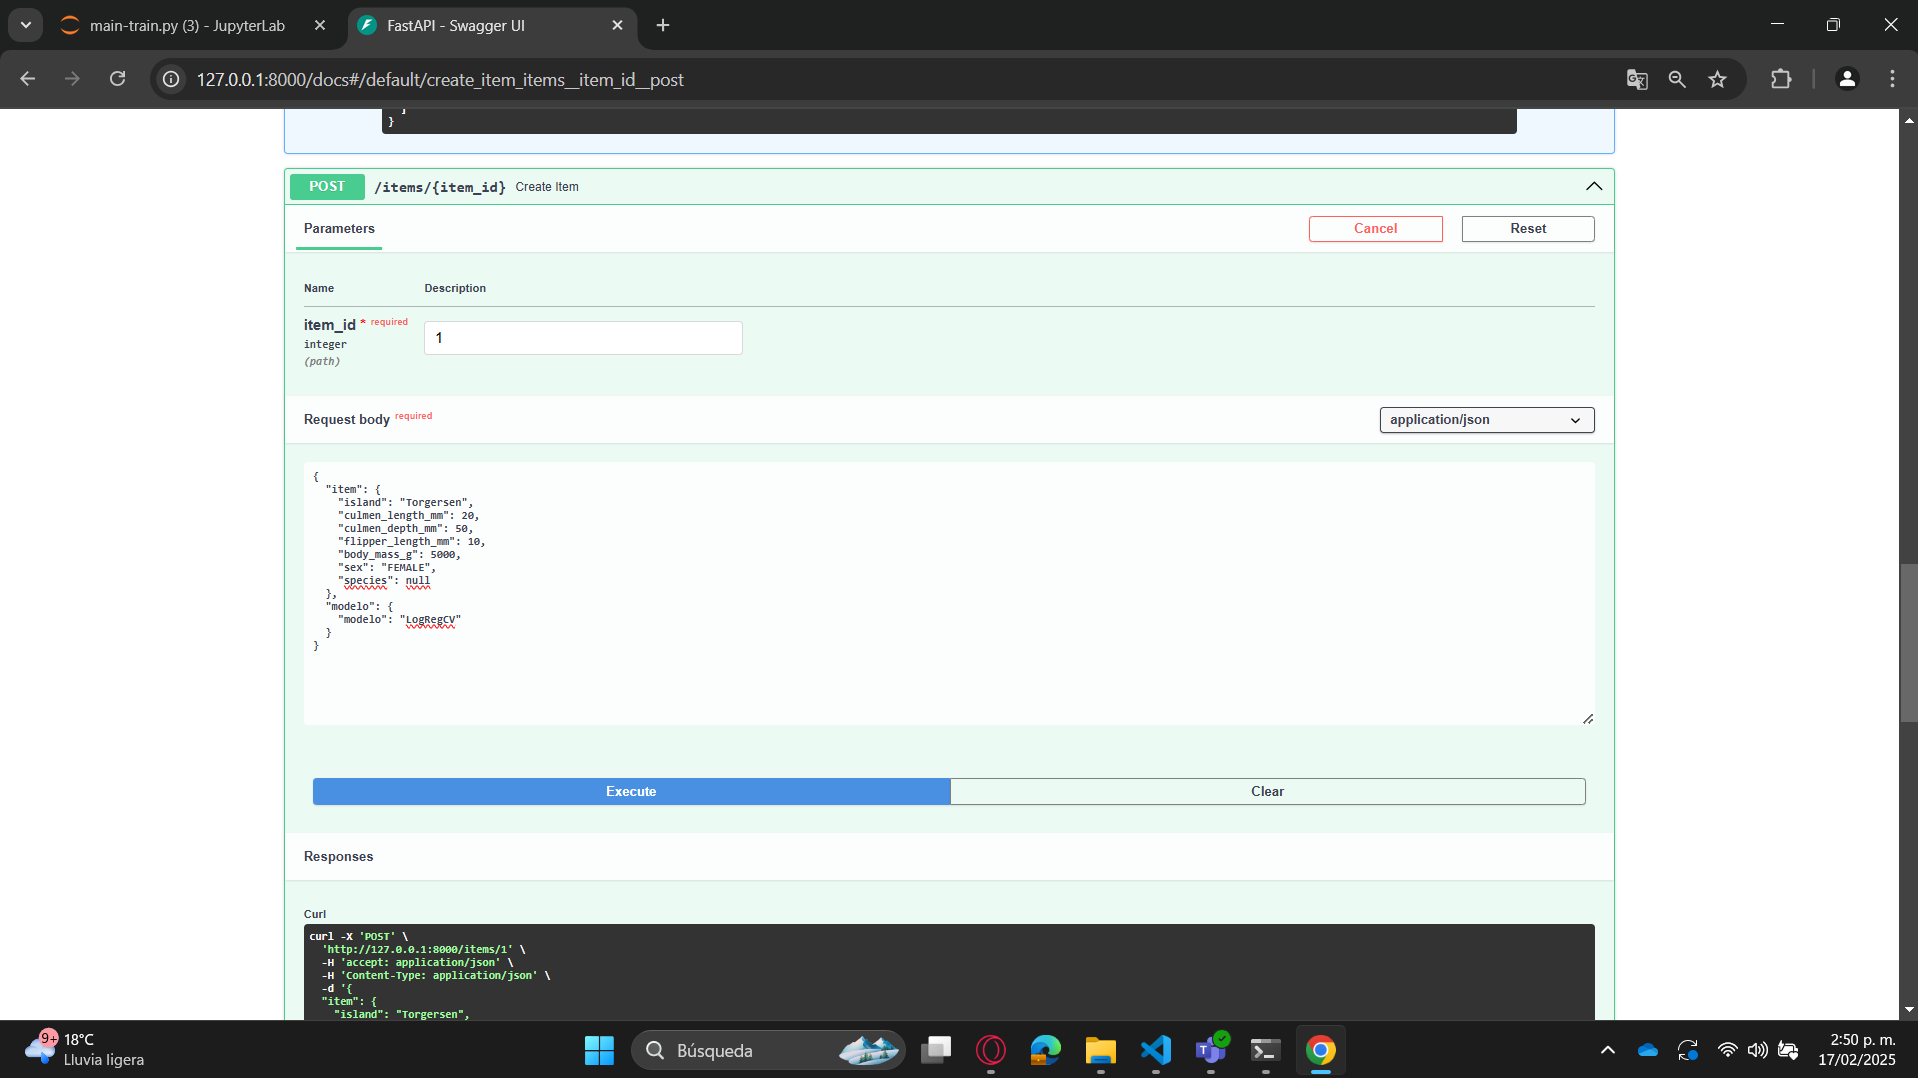 main-train.py (3) - JupyterLab
FastAPI - Swagger UI
127.0.0.1:8000/docs#/default/create_item_items__item_id__post
}
POST /items/{item_id} Create Item
Parameters
Cancel
Reset
Name Description
item_id * required
integer
(path)
1
Request body required
application/json
{
  "item": {
    "island": "Torgersen",
    "culmen_length_mm": 20,
    "culmen_depth_mm": 50,
    "flipper_length_mm": 10,
    "body_mass_g": 5000,
    "sex": "FEMALE",
    "species": null
  },
  "modelo": {
    "modelo": "LogRegCV"
  }
}
Execute
Clear
Responses
Curl
curl -X 'POST' \
  'http://127.0.0.1:8000/items/1' \
  -H 'accept: application/json' \
  -H 'Content-Type: application/json' \
  -d '{
  "item": {
    "island": "Torgersen",
9+
18°C
Lluvia ligera
Búsqueda
2:50 p. m.
17/02/2025